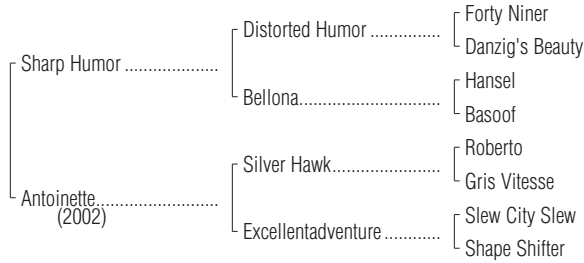 Forty Niner
Distorted Humor ..............
Danzig's Beauty
Sharp Humor ...................
Hansel
Bellona............................
Basoof
Roberto
Silver Hawk......................
Gris Vitesse
Antoinette.........................
(2002)
Slew City Slew
Excellentadventure ...........
Shape Shifter